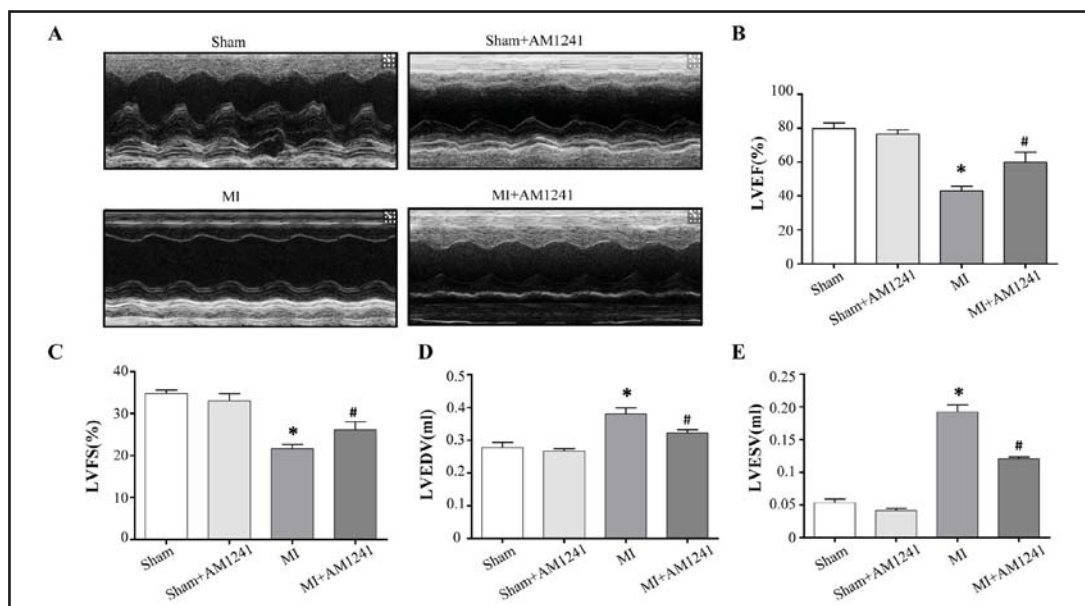 A
Sham
Sham+AM1241
MI
MI+AM1241
B
LVEF(%)
100
80
60
40
20
0
*
#
Sham
Sham+AM1241
MI
MI+AM1241
C
LVFS(%)
40
30
20
10
0
*
#
Sham
Sham+AM1241
MI
MI+AM1241
D
LVEDV(ml)
0.5
0.4
0.3
0.2
0.1
0
*
#
Sham
Sham+AM1241
MI
MI+AM1241
E
LVESV(ml)
0.25
0.20
0.15
0.1
0.05
0
*
#
Sham
Sham+AM1241
MI
MI+AM1241